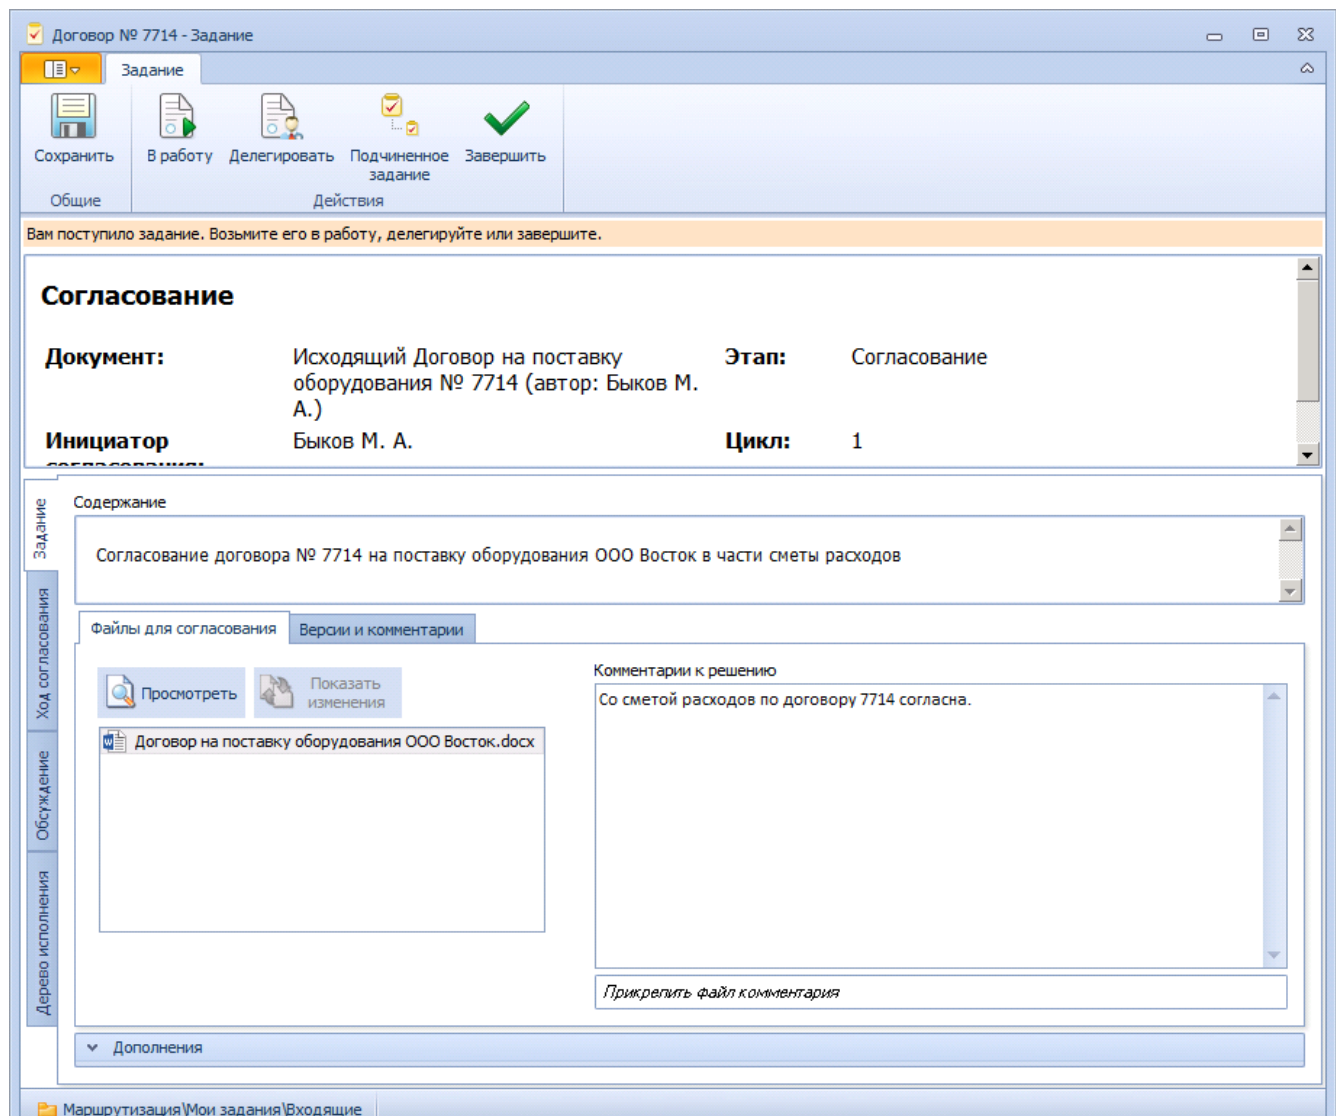 Договор № 7714 - Задание
Задание
Сохранить
В работу
Делегировать
Подчиненное
задание
Завершить
Общие
Действия
Вам поступило задание. Возьмите его в работу, делегируйте или завершите.
Согласование
Документ:
Исходящий Договор на поставку
оборудования № 7714 (автор: Быков М.
А.)
Этап:
Согласование
Инициатор
согласования:
Быков М. А.
Цикл:
1
Задание
Ход согласования
Обсуждение
Дерево исполнения
Содержание
Согласование договора № 7714 на поставку оборудования ООО Восток в части сметы расходов
Файлы для согласования
Версии и комментарии
Просмотреть
Показать
изменения
Договор на поставку оборудования ООО Восток.docx
Комментарии к решению
Со сметой расходов по договору 7714 согласна.
Прикрепить файл комментария
Дополнения
Маршрутизация\Мои задания\Входящие